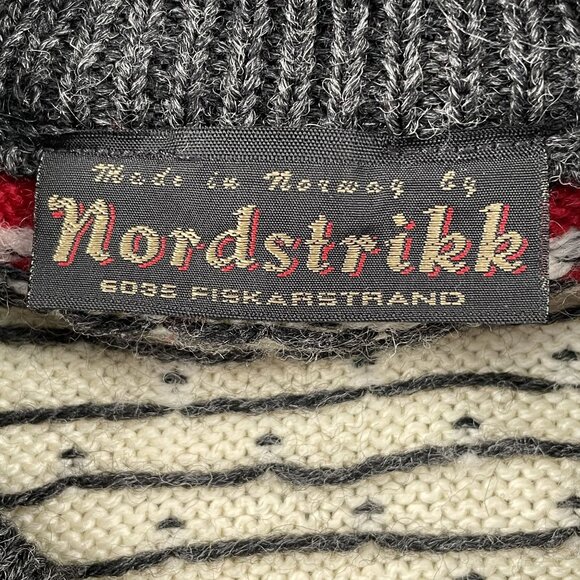 Made in Norway by
Nordstrikk
6035 FISKARSTRAND